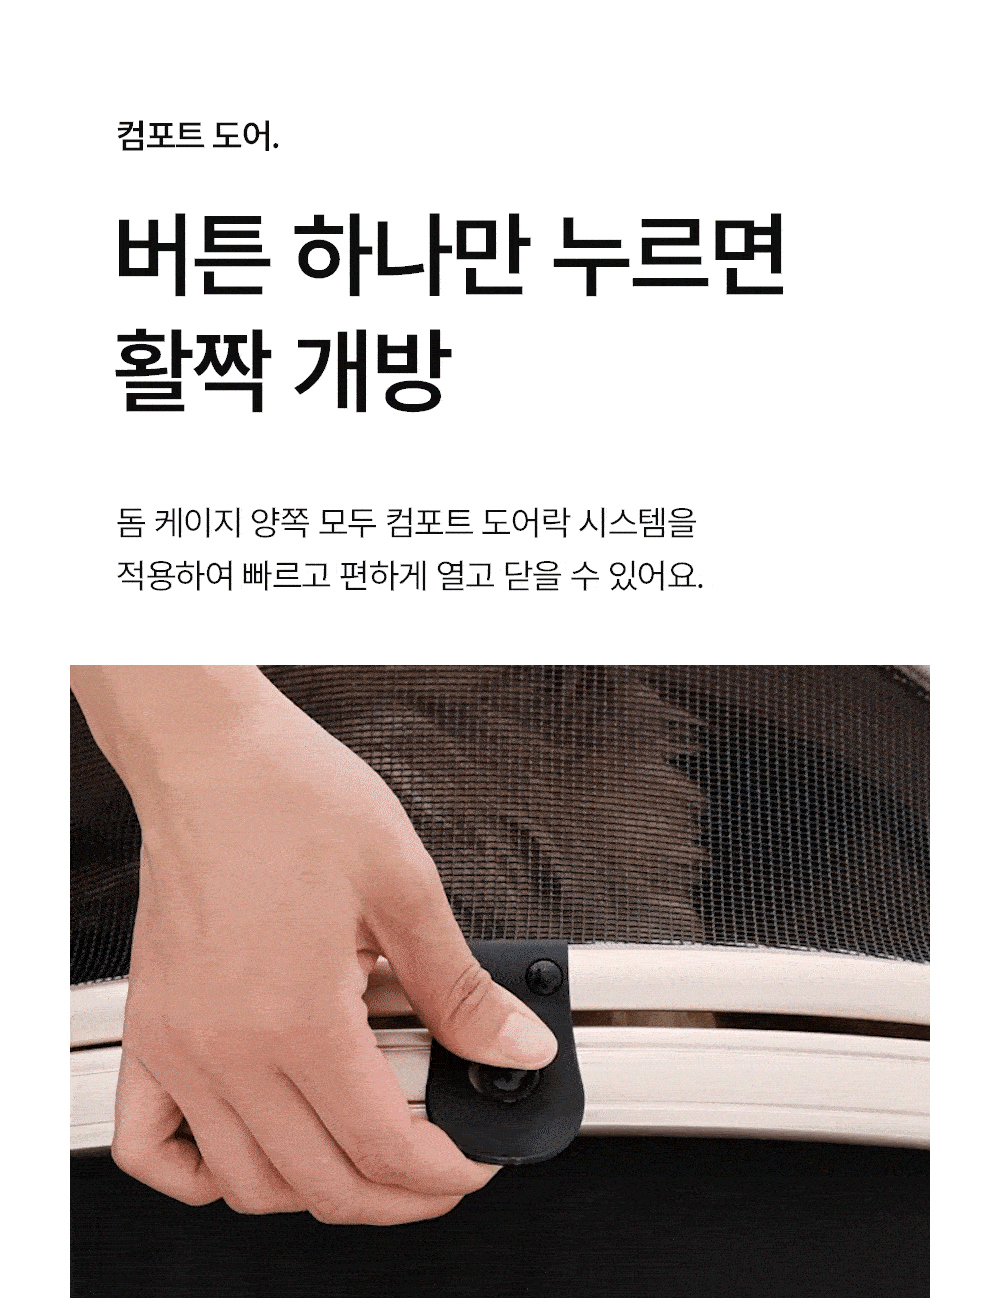 컴포트 도어.
버튼 하나만 누르면
활짝 개방
돔 케이지 양쪽 모두 컴포트 도어락 시스템을
적용하여 빠르고 편하게 열고 닫을 수 있어요.